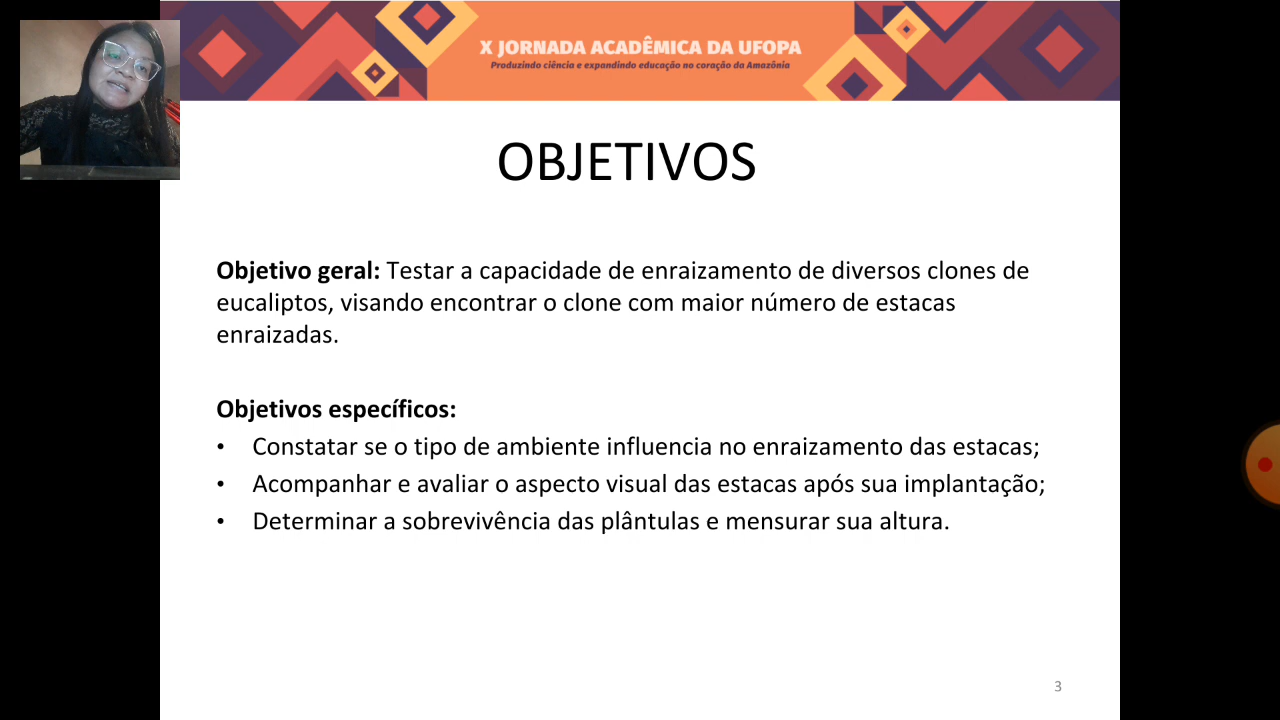 X JORNADA ACADÊMICA DA UFOPA
Produzindo ciência e expandindo educação no coração da Amazônia
OBJETIVOS
Objetivo geral: Testar a capacidade de enraizamento de diversos clones de
eucaliptos, visando encontrar o clone com maior número de estacas
enraizadas.
Objetivos específicos:
• Constatar se o tipo de ambiente influencia no enraizamento das estacas;
• Acompanhar e avaliar o aspecto visual das estacas após sua implantação;
• Determinar a sobrevivência das plântulas e mensurar sua altura.
3